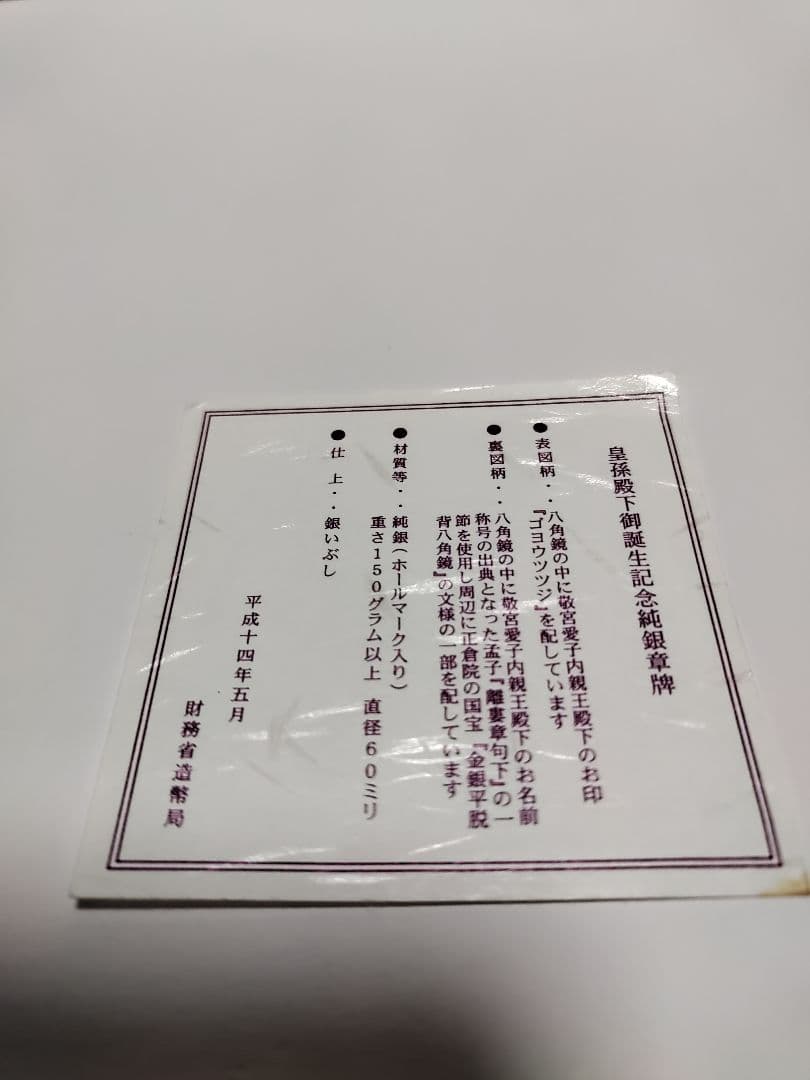 皇孫殿下御誕生記念純銀章牌
●表図柄・・八角鏡の中に敬宮愛子内親王殿下のお印
『ゴヨウツツジ』を配しています
●裏図柄・・八角鏡の中に敬宮愛子内親王殿下のお名前
称号の出典となった孟子『離婁章句下』の一
節を使用し周辺に正倉院の国宝『金銀平脱
背八角鏡』の文様の一部を配しています
●材質等・・純銀(ホールマーク入り)
重さ150グラム以上 直径60ミリ
●仕 上・・銀いぶし
平成十四年五月
財務省造幣局